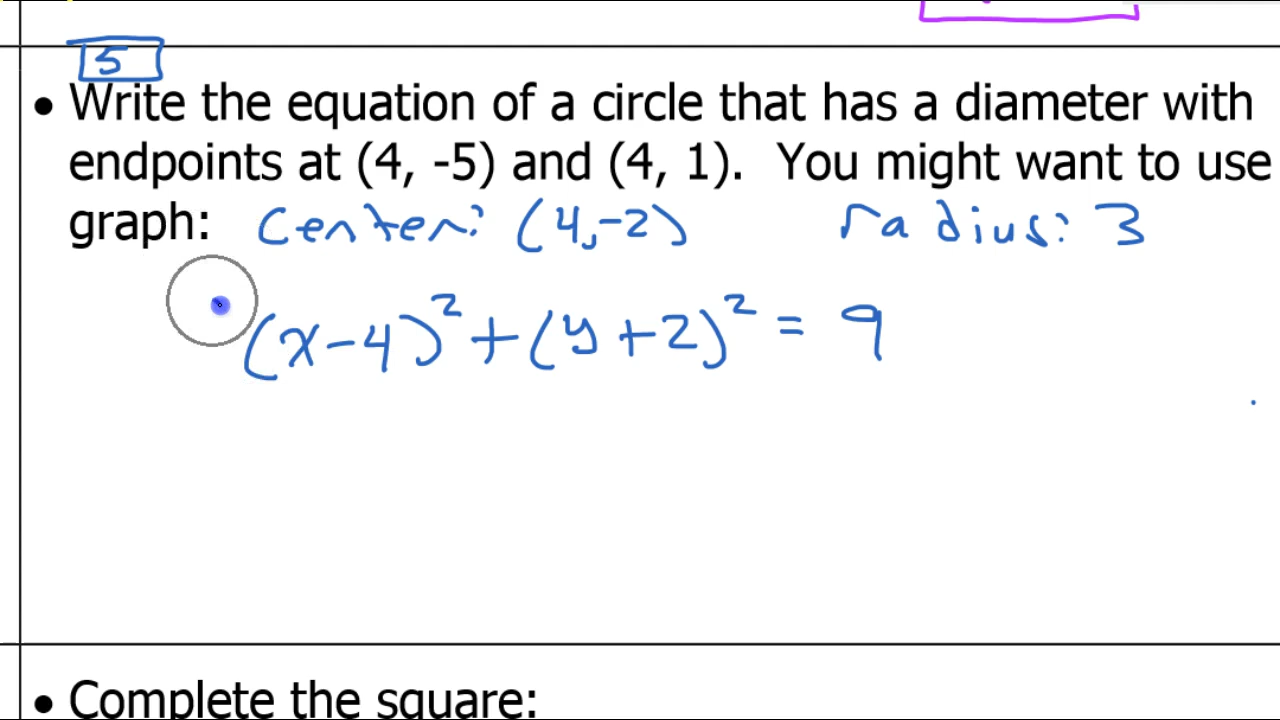 5
• Write the equation of a circle that has a diameter with
endpoints at (4, -5) and (4, 1).  You might want to use
graph: Center: (4,-2) radius: 3
(x-4)² + (y+2)² = 9
• Complete the square: